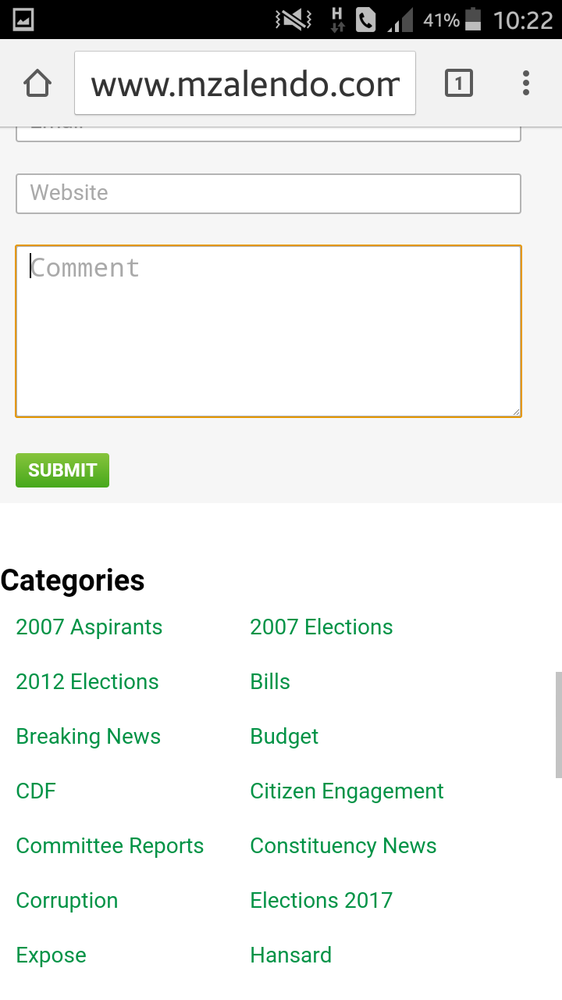 H 41% 10:22
www.mzalendo.com
1
Website
Comment
SUBMIT
Categories
2007 Aspirants 2007 Elections
2012 Elections Bills
Breaking News Budget
CDF Citizen Engagement
Committee Reports Constituency News
Corruption Elections 2017
Expose Hansard